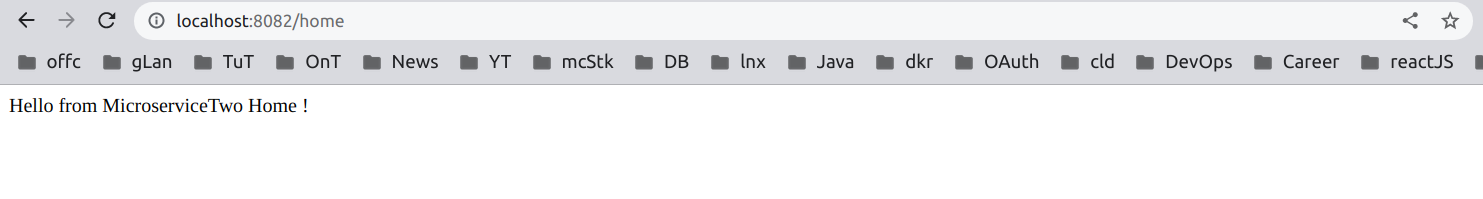 localhost:8082/home
offc gLan TuT OnT News YT mcStk DB lnx Java dkr OAuth cld DevOps Career reactJS
Hello from MicroserviceTwo Home !